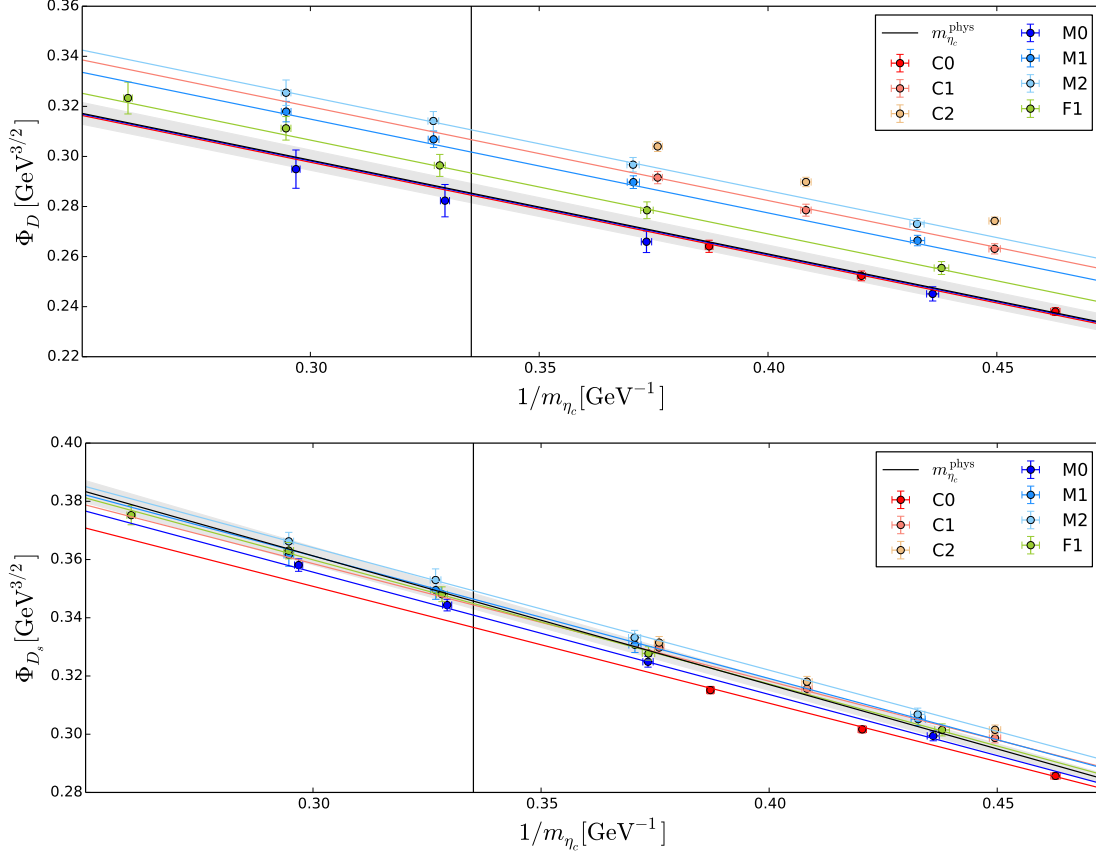 0.36
0.34
0.32
0.30
0.28
0.26
0.24
0.22
Φ_D [GeV^{3/2}]
0.30
0.35
0.40
0.45
1/m_{η_c}[GeV^{−1}]
m_{η_c}^{phys}
C0
C1
C2
M0
M1
M2
F1
0.40
0.38
0.36
0.34
0.32
0.30
0.28
Φ_{D_s}[GeV^{3/2}]
0.30
0.35
0.40
0.45
1/m_{η_c}[GeV^{−1}]
m_{η_c}^{phys}
C0
C1
C2
M0
M1
M2
F1